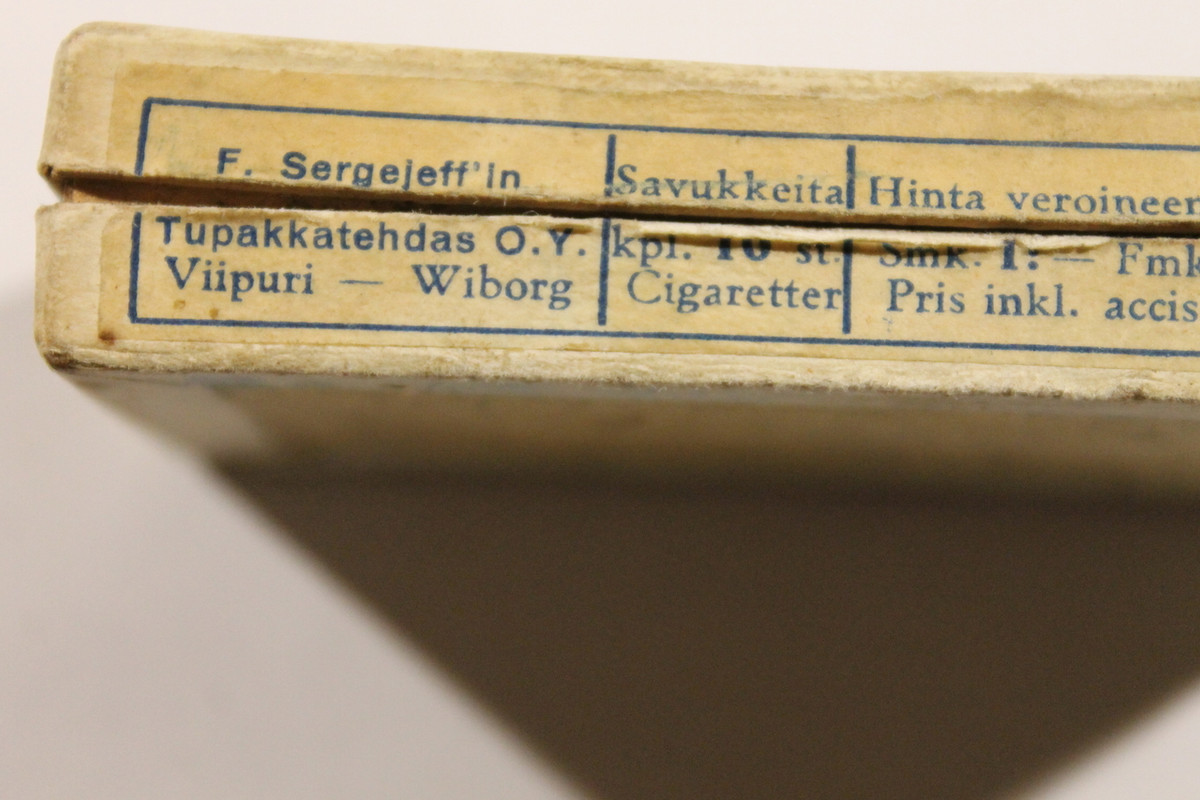 F. Sergejeff'in
Tupakkatehdas O.Y.
Viipuri — Wiborg
Savukkeita
kpl. 10 st.
Cigaretter
Hinta veroineen
Smk. 1:— Fmk
Pris inkl. accis